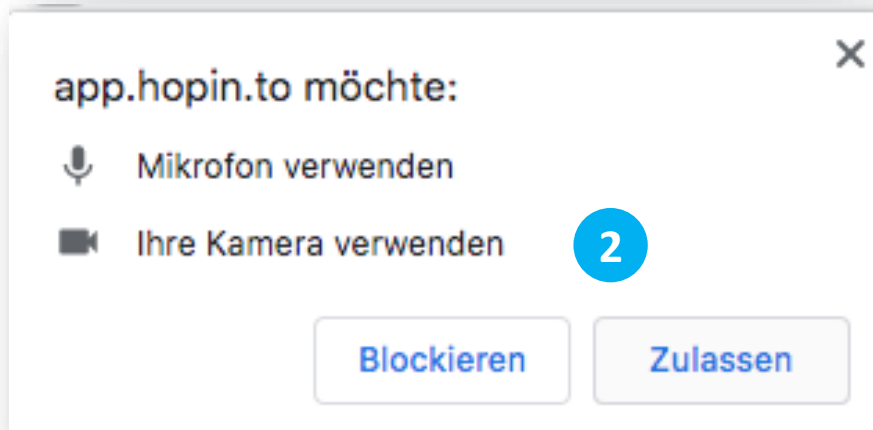 app.hopin.to möchte:
Mikrofon verwenden
Ihre Kamera verwenden
2
Blockieren
Zulassen